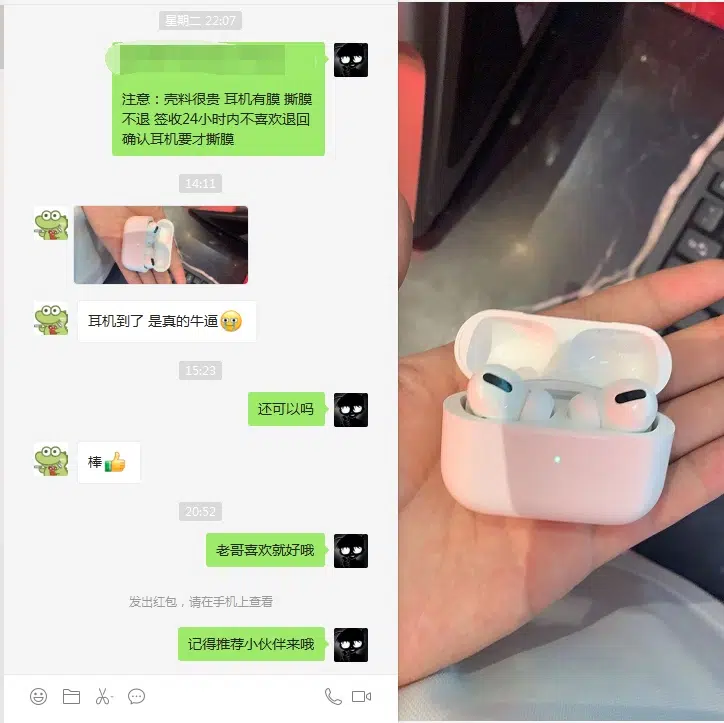 星期二 22:07
注意：壳料很贵 耳机有膜 撕膜
不退 签收24小时内不喜欢退回
确认耳机要才撕膜
14:11
耳机到了 是真的牛逼
15:23
还可以吗
棒
20:52
老哥喜欢就好哦
发出红包，请在手机上查看
记得推荐小伙伴来哦